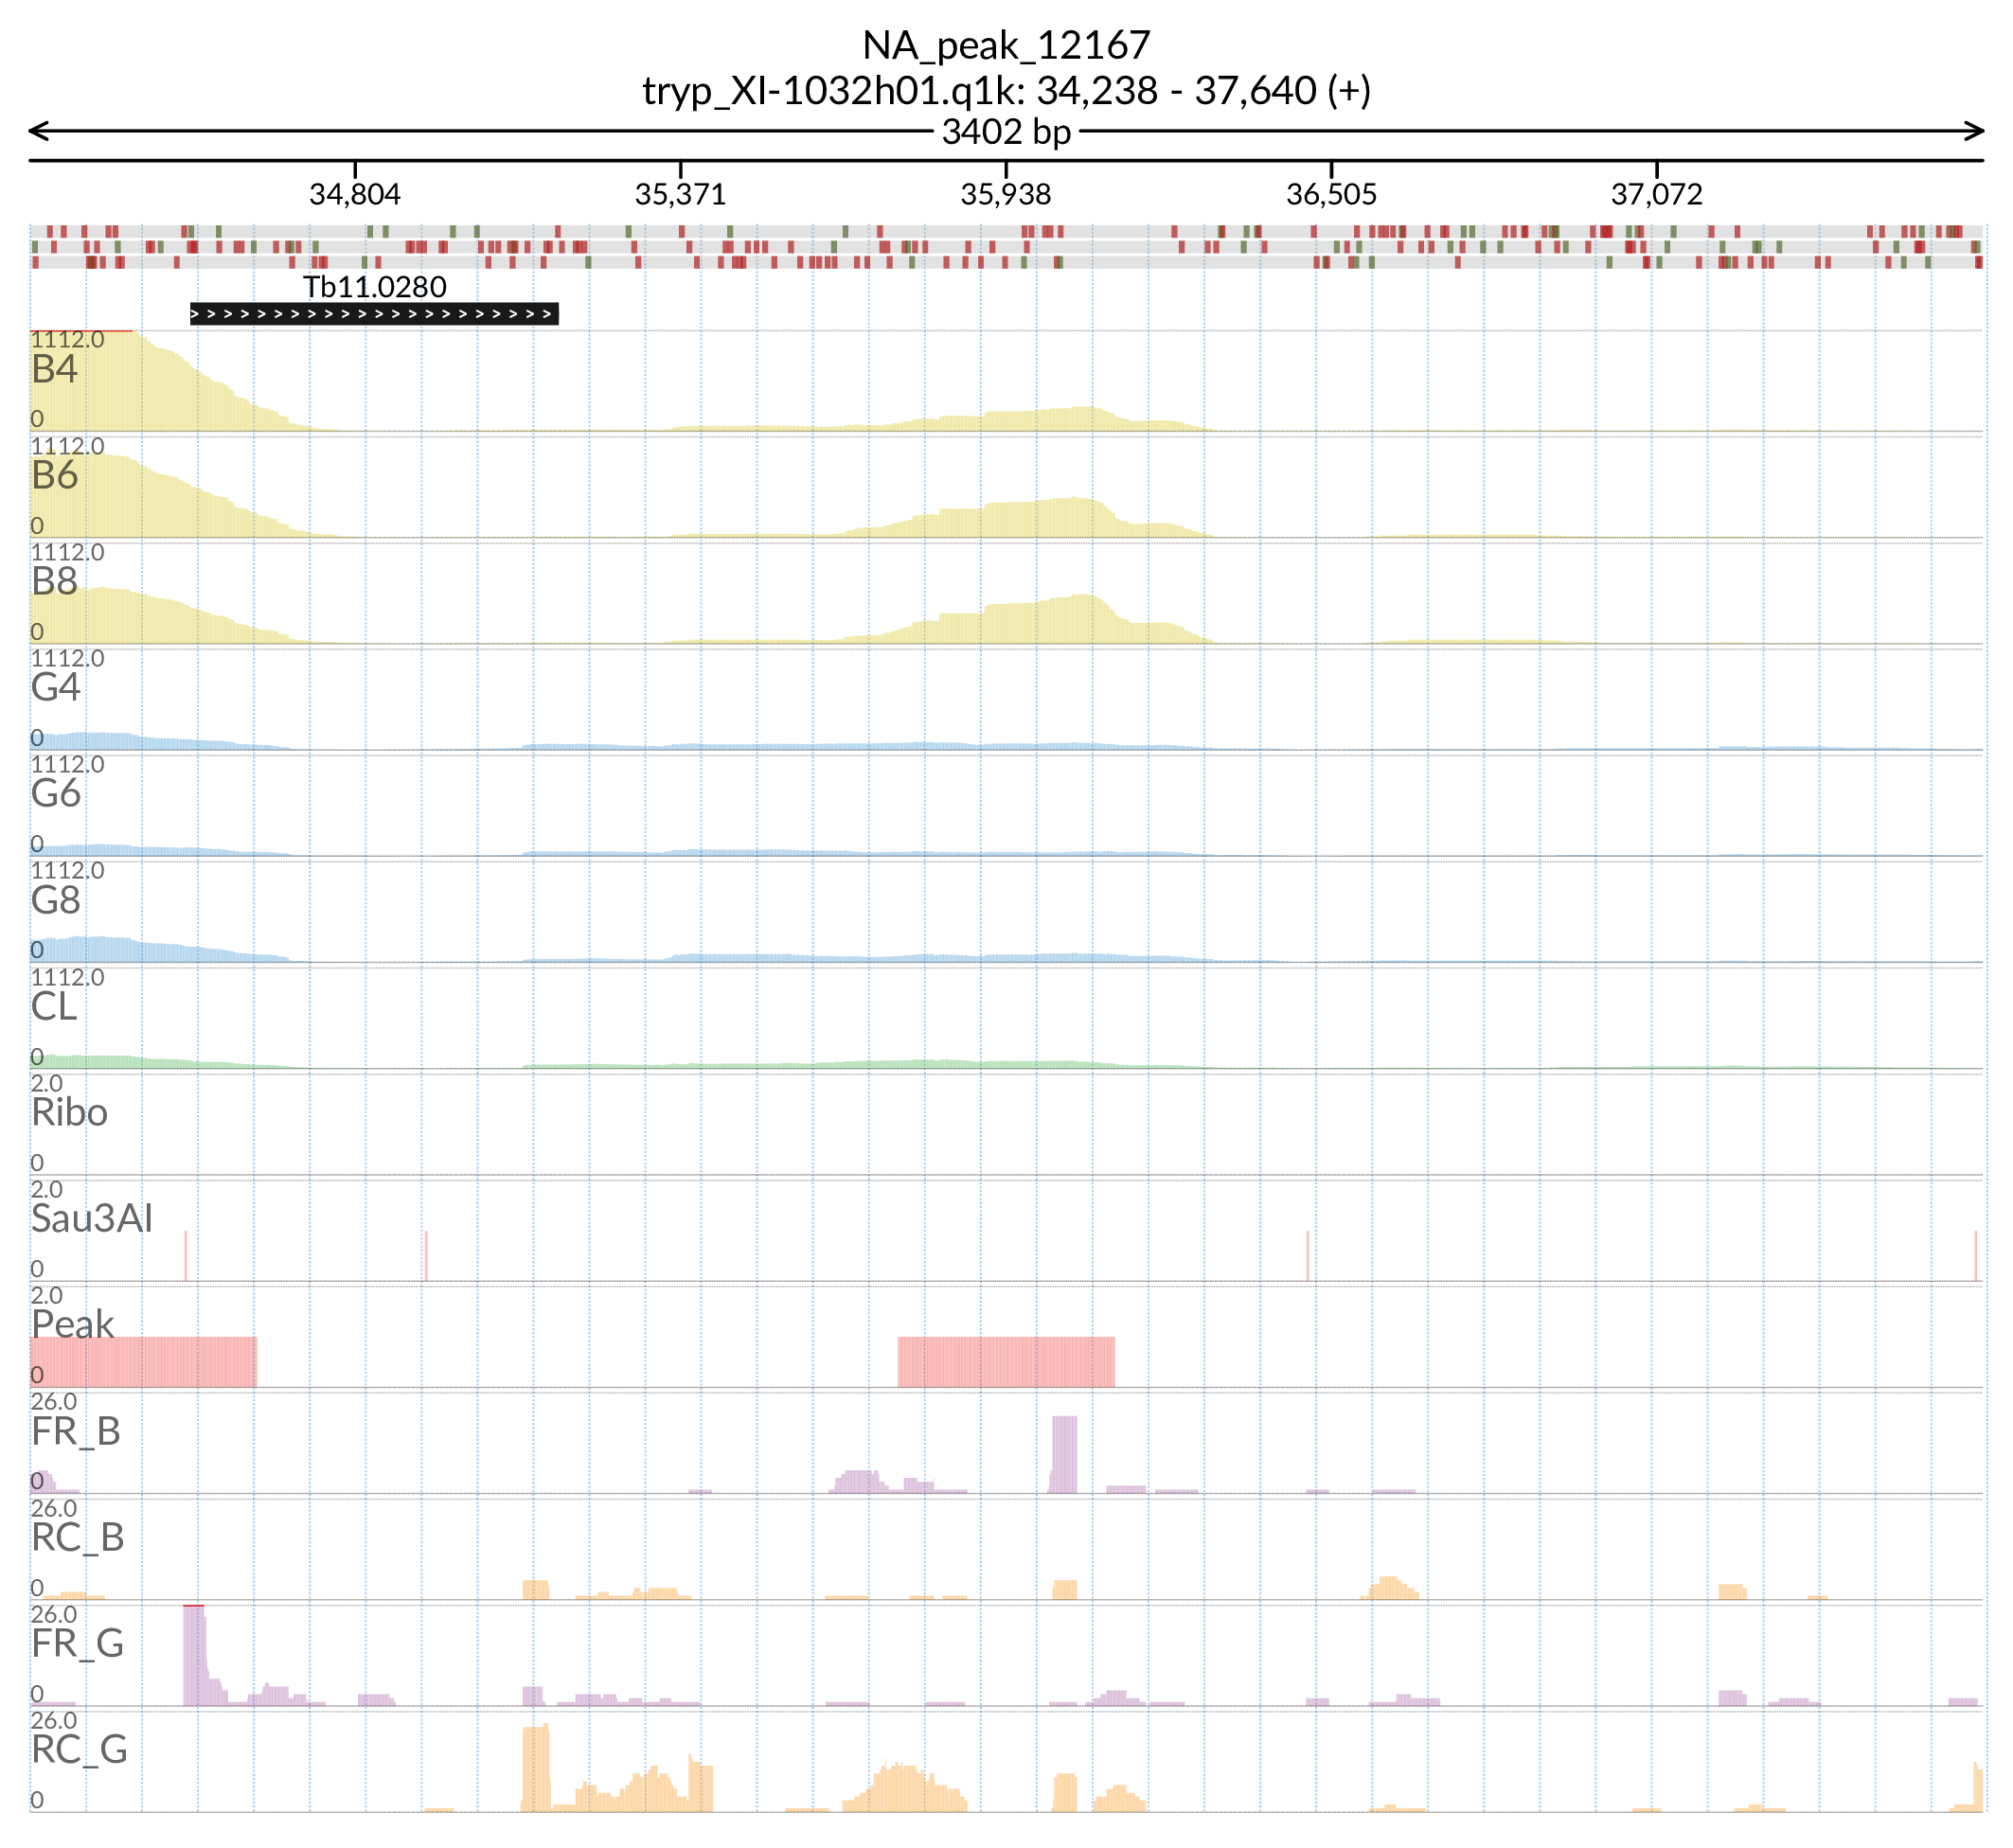 NA_peak_12167
tryp_XI-1032h01.q1k: 34,238 - 37,640 (+)
3402 bp
34,804 35,371 35,938 36,505 37,072
Tb11.0280
1112.0
B4
0
1112.0
B6
0
1112.0
B8
0
1112.0
G4
0
1112.0
G6
0
1112.0
G8
0
1112.0
CL
0
2.0
Ribo
0
2.0
Sau3AI
0
2.0
Peak
0
26.0
FR_B
0
26.0
RC_B
0
26.0
FR_G
0
26.0
RC_G
0